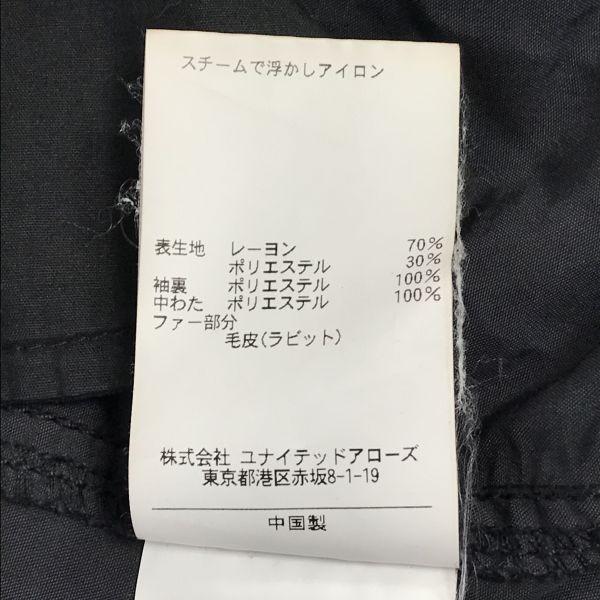 スチームで浮かしアイロン
表生地 レーヨン 70%
ポリエステル 30%
袖裏 ポリエステル 100%
中わた ポリエステル 100%
ファー部分
毛皮(ラビット)
株式会社 ユナイテッドアローズ
東京都港区赤坂8-1-19
中国製